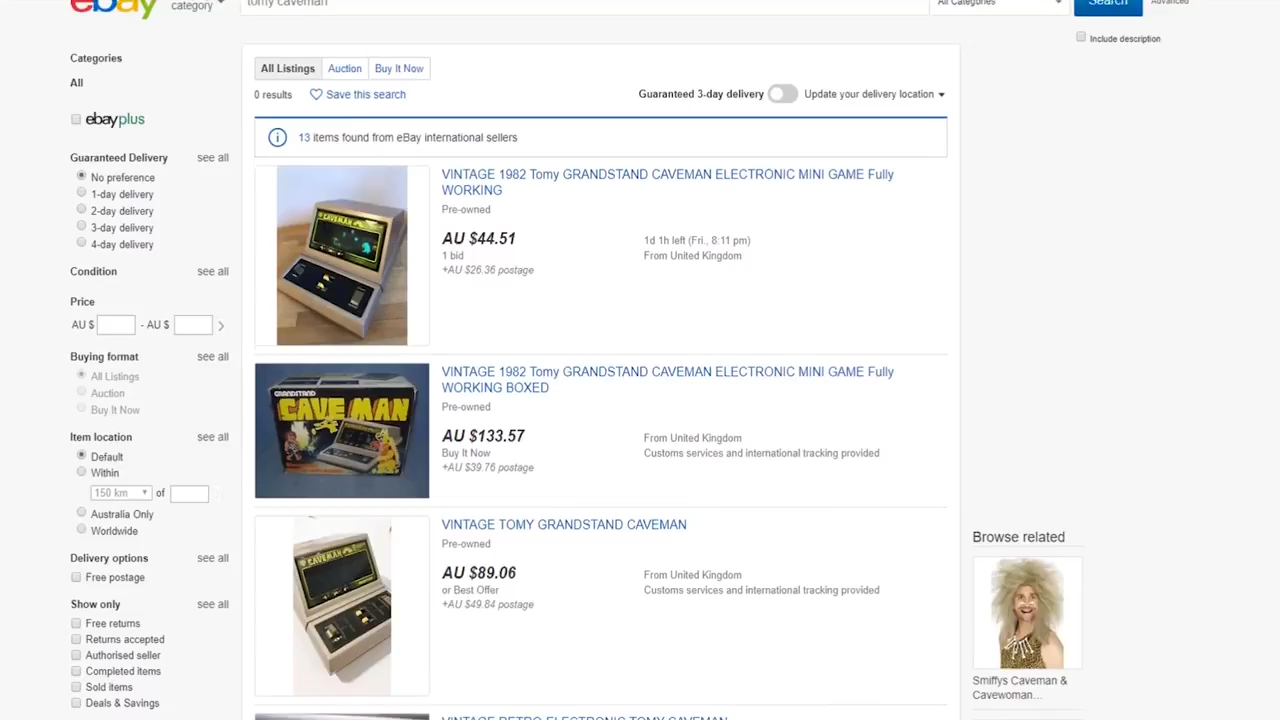 ebay
category
tomy caveman
All Categories
Search
Advanced
Include description
Categories
All
ebayplus
Guaranteed Delivery see all
No preference
1-day delivery
2-day delivery
3-day delivery
4-day delivery
Condition see all
Price
AU $ - AU $
Buying format see all
All Listings
Auction
Buy It Now
Item location see all
Default
Within
150 km of
Australia Only
Worldwide
Delivery options see all
Free postage
Show only see all
Free returns
Returns accepted
Authorised seller
Completed items
Sold items
Deals & Savings
All Listings Auction Buy It Now
0 results Save this search
Guaranteed 3-day delivery Update your delivery location
13 items found from eBay international sellers
CAVEMAN
VINTAGE 1982 Tomy GRANDSTAND CAVEMAN ELECTRONIC MINI GAME Fully
WORKING
Pre-owned
AU $44.51
1 bid
+AU $26.36 postage
1d 1h left (Fri., 8:11 pm)
From United Kingdom
GRANDSTAND
CAVE MAN
VINTAGE 1982 Tomy GRANDSTAND CAVEMAN ELECTRONIC MINI GAME Fully
WORKING BOXED
Pre-owned
AU $133.57
Buy It Now
+AU $39.76 postage
From United Kingdom
Customs services and international tracking provided
CAVEMAN
VINTAGE TOMY GRANDSTAND CAVEMAN
Pre-owned
AU $89.06
or Best Offer
+AU $49.84 postage
From United Kingdom
Customs services and international tracking provided
VINTAGE RETRO ELECTRONIC TOMY CAVEMAN
Browse related
Smiffys Caveman &
Cavewoman...